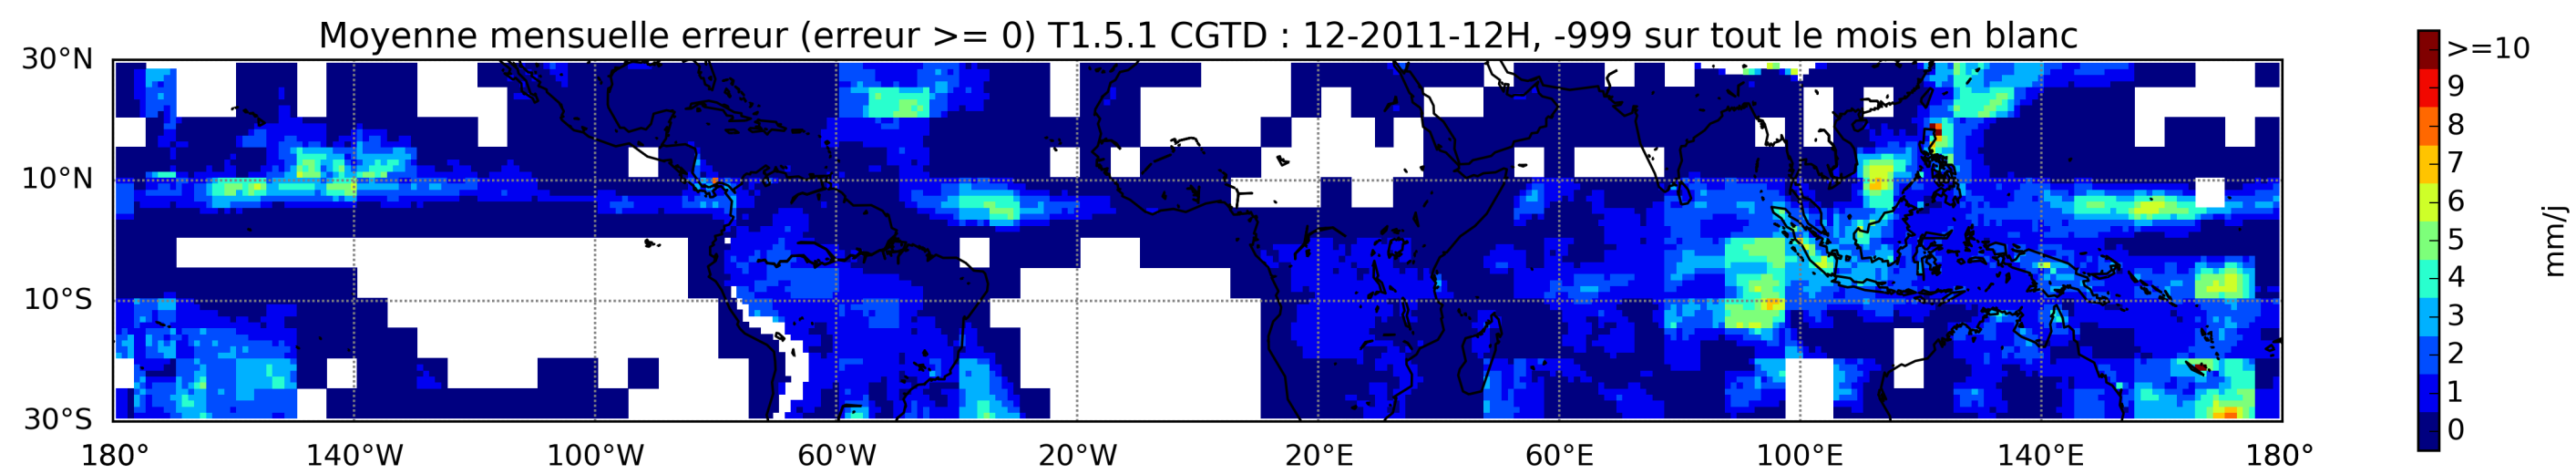 Moyenne mensuelle erreur (erreur >= 0) T1.5.1 CGTD : 12-2011-12H, -999 sur tout le mois en blanc
30°N
10°N
10°S
30°S
180° 140°W 100°W 60°W 20°W 20°E 60°E 100°E 140°E 180°
>=10
9
8
7
6
5
4
3
2
1
0
mm/j